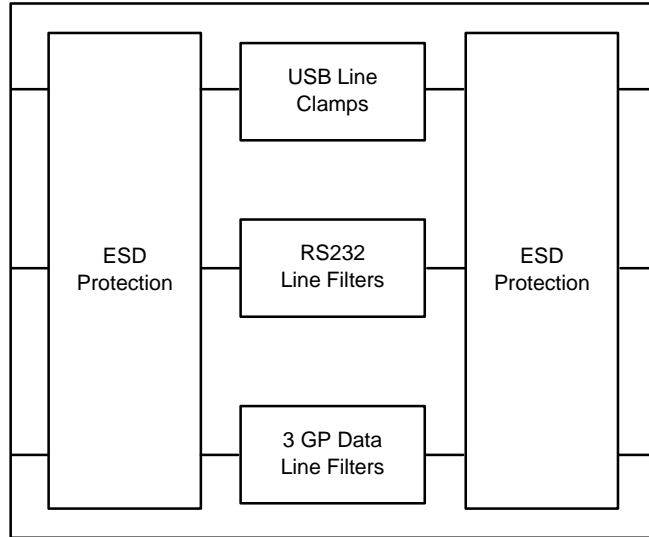 USB Line
Clamps
ESD
Protection
RS232
Line Filters
ESD
Protection
3 GP Data
Line Filters